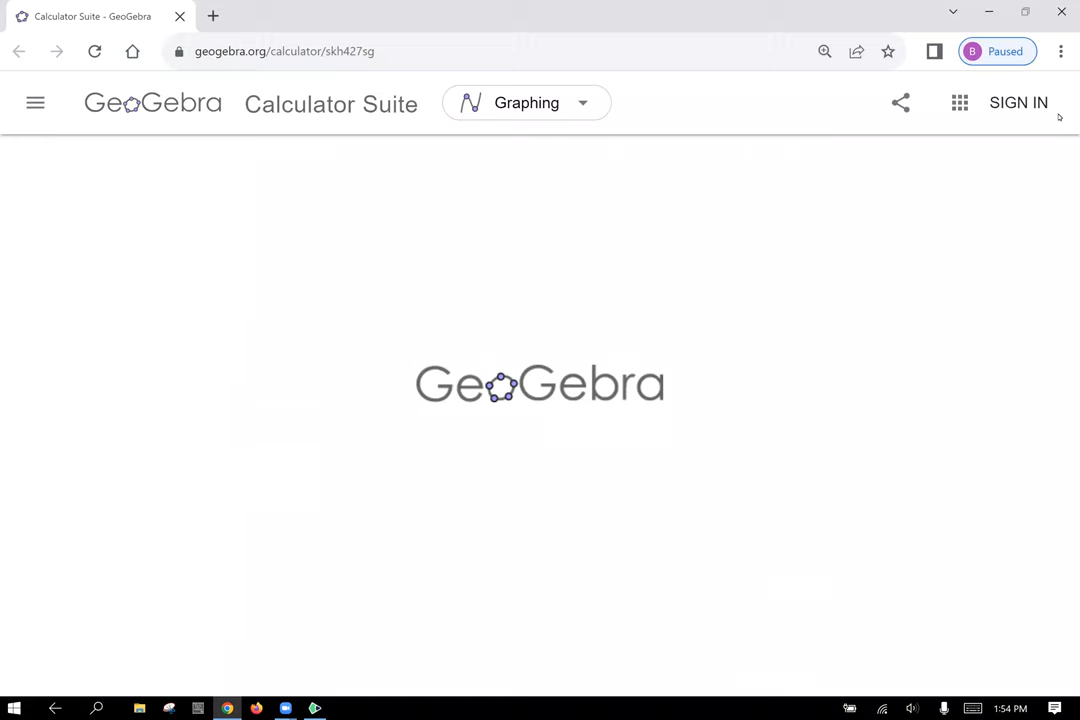 Calculator Suite - GeoGebra
geogebra.org/calculator/skh427sg
B Paused
GeoGebra Calculator Suite Graphing SIGN IN
GeoGebra
1:54 PM